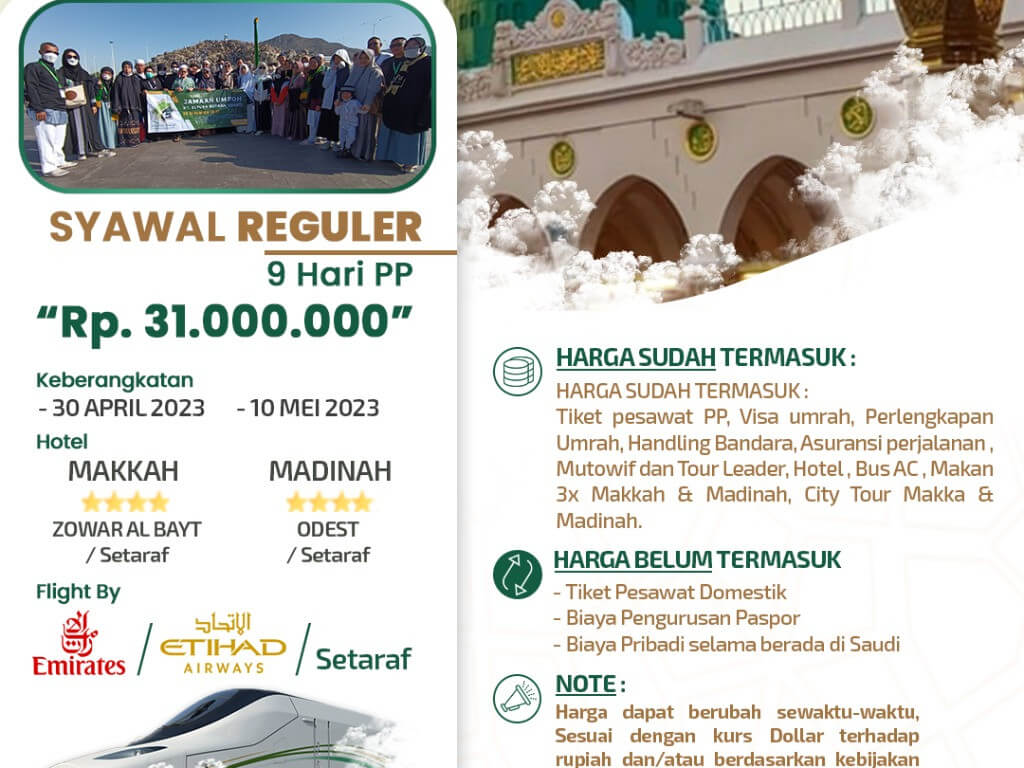 JAMAAH UMROH
SYAWAL REGULER
9 Hari PP
“Rp. 31.000.000”
Keberangkatan
- 30 APRIL 2023 - 10 MEI 2023
Hotel
MAKKAH MADINAH
ZOWAR AL BAYT ODEST
/ Setaraf / Setaraf
Flight By
Emirates / الإتحاد ETIHAD AIRWAYS / Setaraf
HARGA SUDAH TERMASUK :
HARGA SUDAH TERMASUK :
Tiket pesawat PP, Visa umrah, Perlengkapan
Umrah, Handling Bandara, Asuransi perjalanan ,
Mutowif dan Tour Leader, Hotel , Bus AC , Makan
3x Makkah & Madinah, City Tour Makka &
Madinah.
HARGA BELUM TERMASUK
- Tiket Pesawat Domestik
- Biaya Pengurusan Paspor
- Biaya Pribadi selama berada di Saudi
NOTE :
Harga dapat berubah sewaktu-waktu,
Sesuai dengan kurs Dollar terhadap
rupiah dan/atau berdasarkan kebijakan